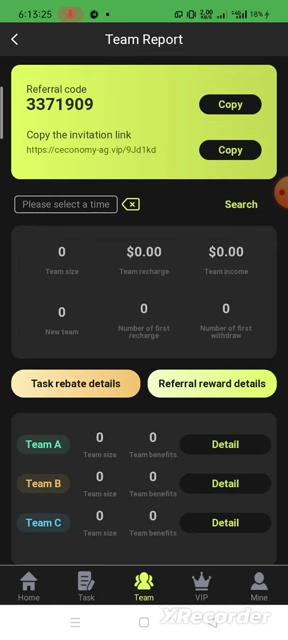 6:13:25
2,00
KB/S
18%
Team Report
Referral code
3371909
Copy
Copy the invitation link
https://ceconomy-ag.vip/9Jd1kd
Copy
Please select a time
Search
0
$0.00
$0.00
Team size
Team recharge
Team income
0
0
0
New team
Number of first recharge
Number of first withdraw
Task rebate details
Referral reward details
Team A
0
0
Detail
Team size
Team benefits
Team B
0
0
Detail
Team size
Team benefits
Team C
0
0
Detail
Team size
Team benefits
Home
Task
Team
VIP
Mine
XRecorder